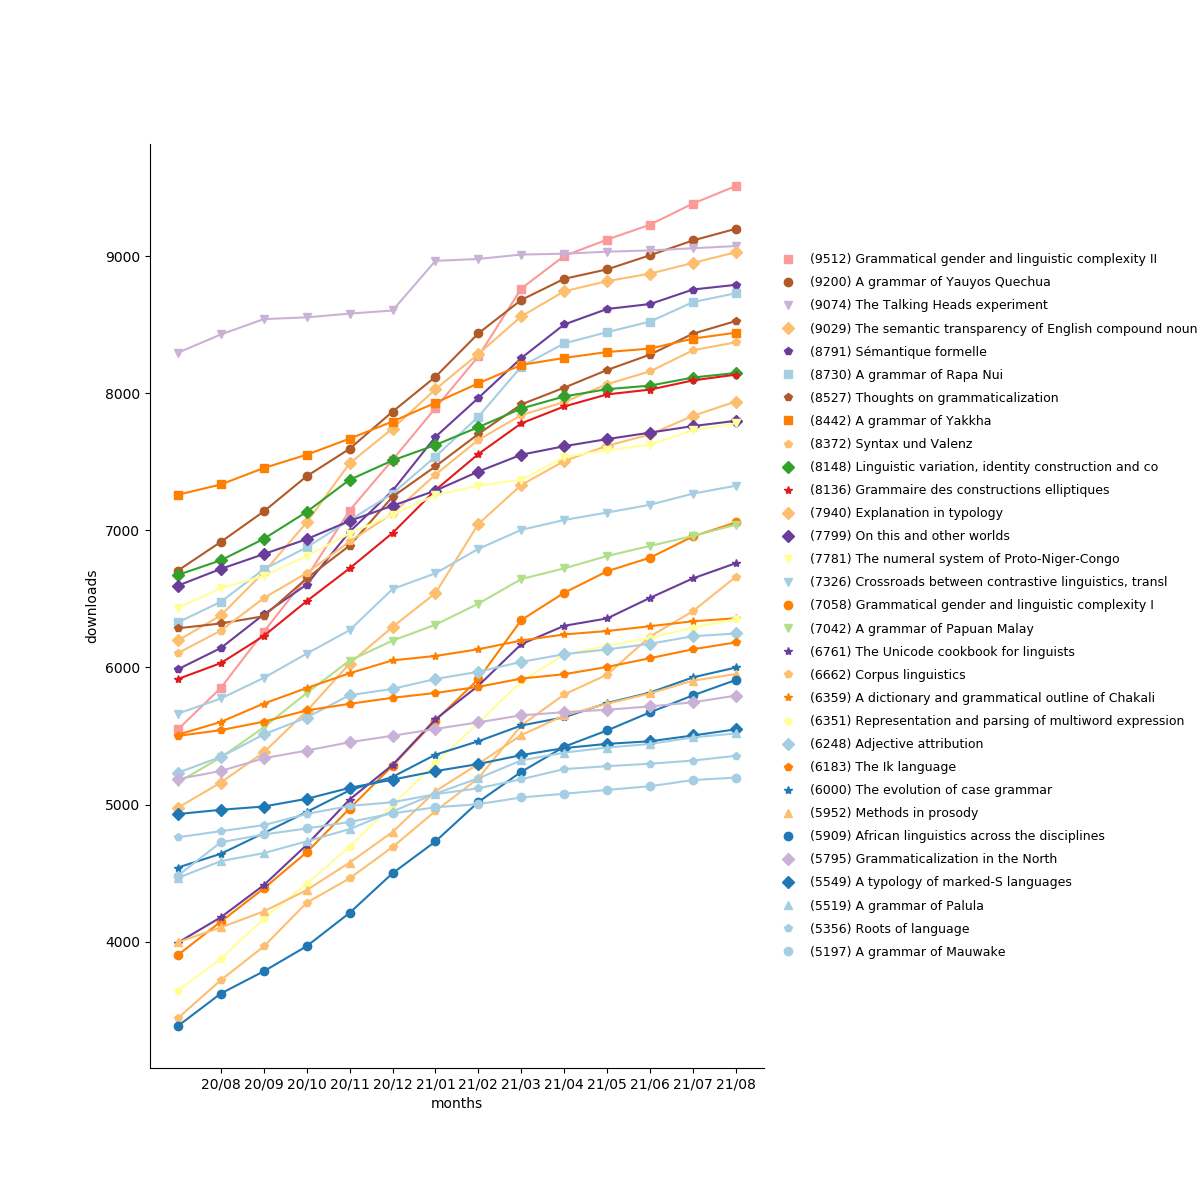 9000
8000
7000
6000
5000
4000
downloads
20/08 20/09 20/10 20/11 20/12 21/01 21/02 21/03 21/04 21/05 21/06 21/07 21/08
months
(9512) Grammatical gender and linguistic complexity II
(9200) A grammar of Yauyos Quechua
(9074) The Talking Heads experiment
(9029) The semantic transparency of English compound noun
(8791) Sémantique formelle
(8730) A grammar of Rapa Nui
(8527) Thoughts on grammaticalization
(8442) A grammar of Yakkha
(8372) Syntax und Valenz
(8148) Linguistic variation, identity construction and co
(8136) Grammaire des constructions elliptiques
(7940) Explanation in typology
(7799) On this and other worlds
(7781) The numeral system of Proto-Niger-Congo
(7326) Crossroads between contrastive linguistics, transl
(7058) Grammatical gender and linguistic complexity I
(7042) A grammar of Papuan Malay
(6761) The Unicode cookbook for linguists
(6662) Corpus linguistics
(6359) A dictionary and grammatical outline of Chakali
(6351) Representation and parsing of multiword expression
(6248) Adjective attribution
(6183) The Ik language
(6000) The evolution of case grammar
(5952) Methods in prosody
(5909) African linguistics across the disciplines
(5795) Grammaticalization in the North
(5549) A typology of marked-S languages
(5519) A grammar of Palula
(5356) Roots of language
(5197) A grammar of Mauwake